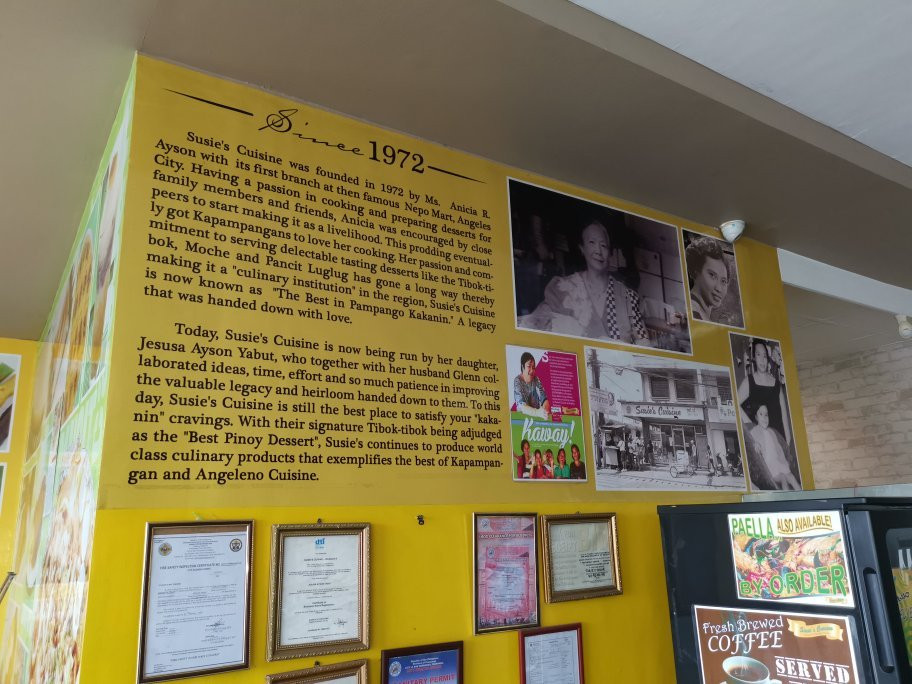 Since 1972
Susie's Cuisine was founded in 1972 by Ms. Anicia R.
Ayson with its first branch at then famous Nepo Mart, Angeles
City. Having a passion in cooking and preparing desserts for
family members and friends, Anicia was encouraged by close
peers to start making it as a livelihood. This prodding eventual-
ly got Kapampangans to love her cooking. Her passion and com-
mitment to serving delectable tasting desserts like the Tibok-ti-
bok, Moche and Pancit Luglug has gone a long way thereby
making it a "culinary institution" in the region, Susie's Cuisine
is now known as "The Best in Pampango Kakanin." A legacy
that was handed down with love.
Today, Susie's Cuisine is now being run by her daughter,
Jesusa Ayson Yabut, who together with her husband Glenn col-
laborated ideas, time, effort and so much patience in improving
the valuable legacy and heirloom handed down to them. To this
day, Susie's Cuisine is still the best place to satisfy your "kaka-
nin" cravings. With their signature Tibok-tibok being adjudged
as the "Best Pinoy Dessert", Susie's continues to produce world
class culinary products that exemplifies the best of Kapampan-
gan and Angeleno Cuisine.
Kaway!
Susie's Cuisine
PAELLA ALSO AVAILABLE!
BY ORDER
Fresh Brewed
COFFEE
SERVED